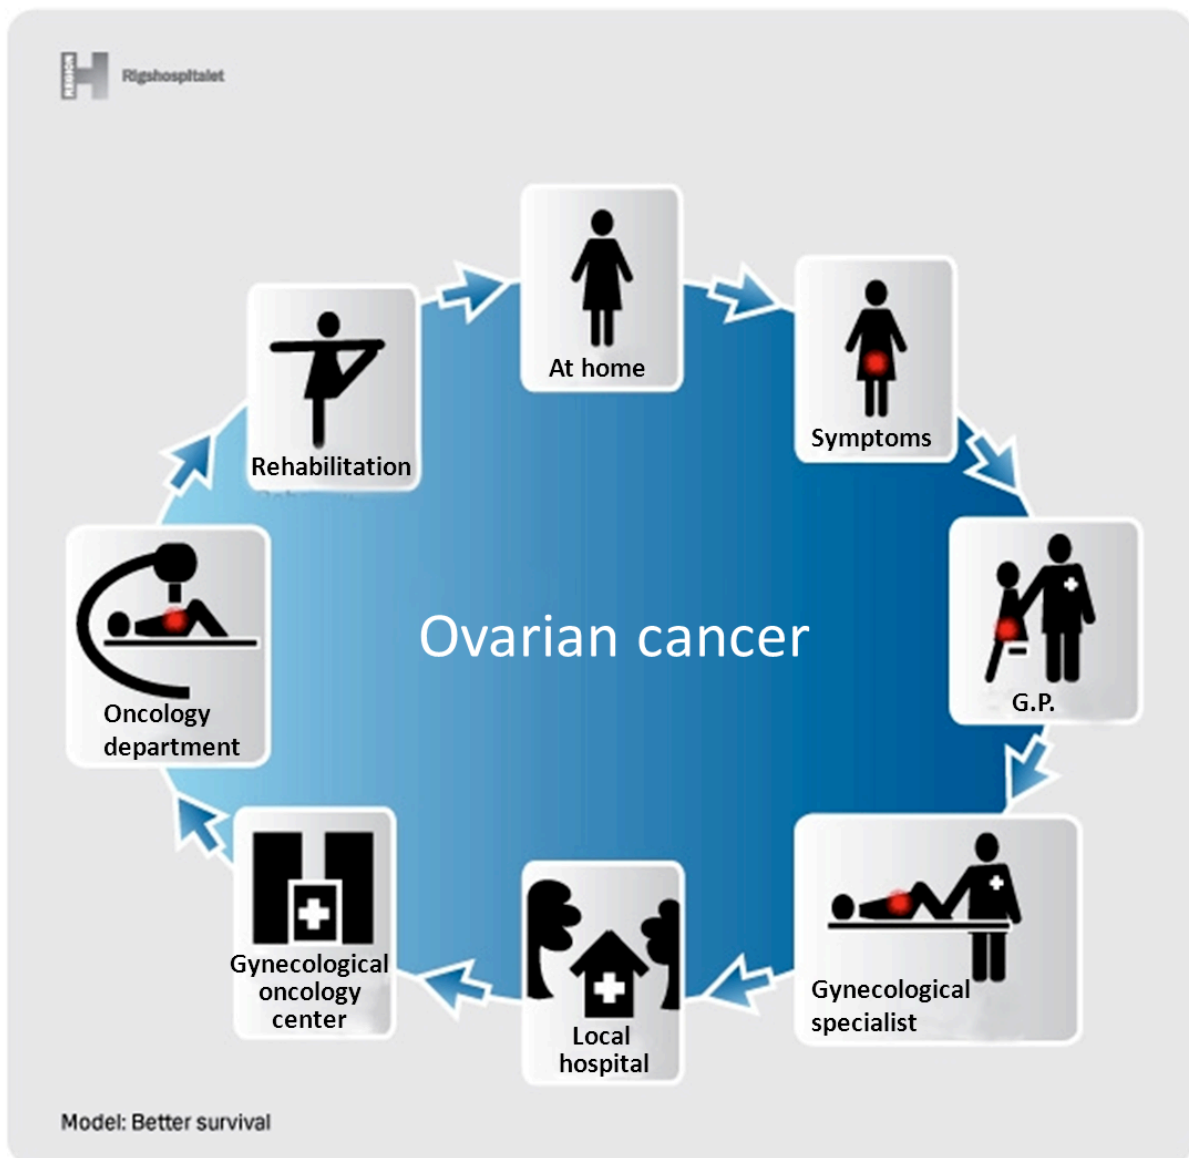 REGION
Rigshospitalet
At home
Symptoms
Rehabilitation
G.P.
Ovarian cancer
Oncology
department
Gynecological
specialist
Local
hospital
Gynecological
oncology
center
Model: Better survival